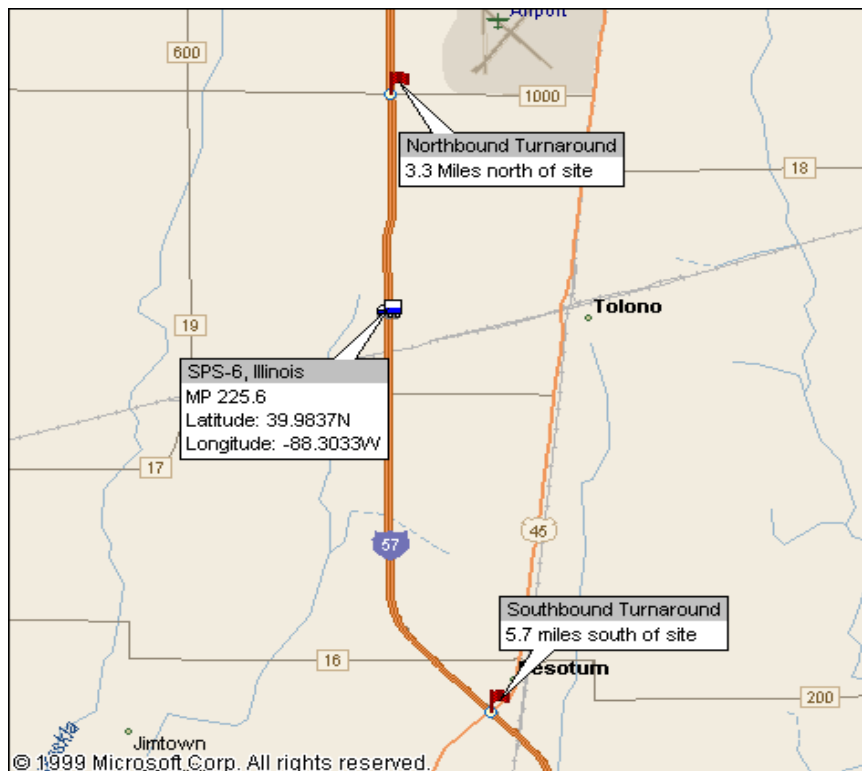 Airport
600
1000
Northbound Turnaround
3.3 Miles north of site
18
Tolono
19
SPS-6, Illinois
MP 225.6
Latitude: 39.9837N
Longitude: -88.3033W
17
57
45
Southbound Turnaround
5.7 miles south of site
16
200
Jimtown
© 1999 Microsoft Corp. All rights reserved.